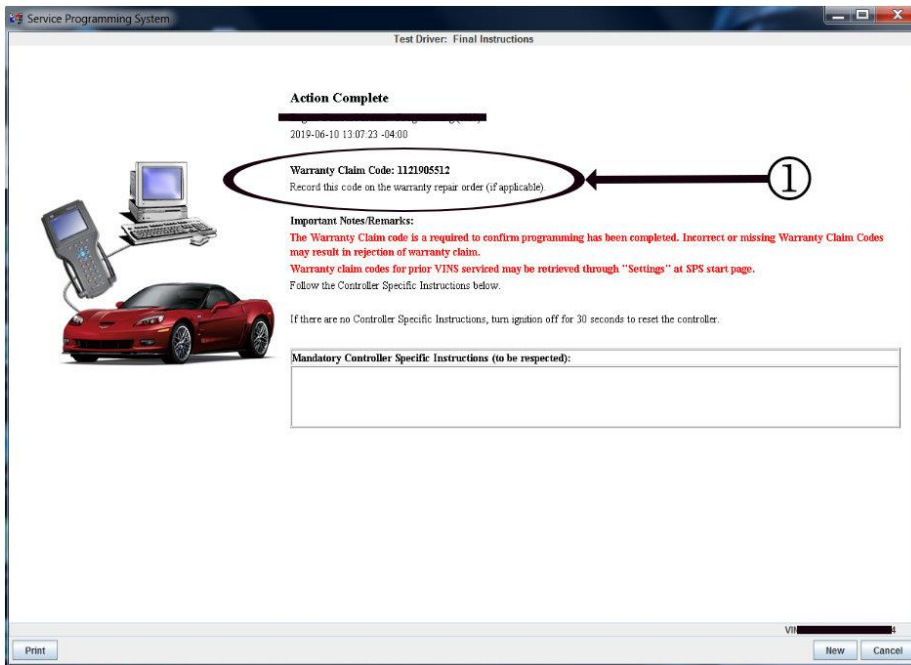 Service Programming System
Test Driver: Final Instructions
Action Complete
2019-06-10 13:07:23 -04:00
Warranty Claim Code: 1121905512
Record this code on the warranty repair order (if applicable).
1
Important Notes/Remarks:
The Warranty Claim code is a required to confirm programming has been completed. Incorrect or missing Warranty Claim Codes
may result in rejection of warranty claim.
Warranty claim codes for prior VINS serviced may be retrieved through "Settings" at SPS start page.
Follow the Controller Specific Instructions below.
If there are no Controller Specific Instructions, turn ignition off for 30 seconds to reset the controller.
Mandatory Controller Specific Instructions (to be respected):
VIN 4
Print New Cancel